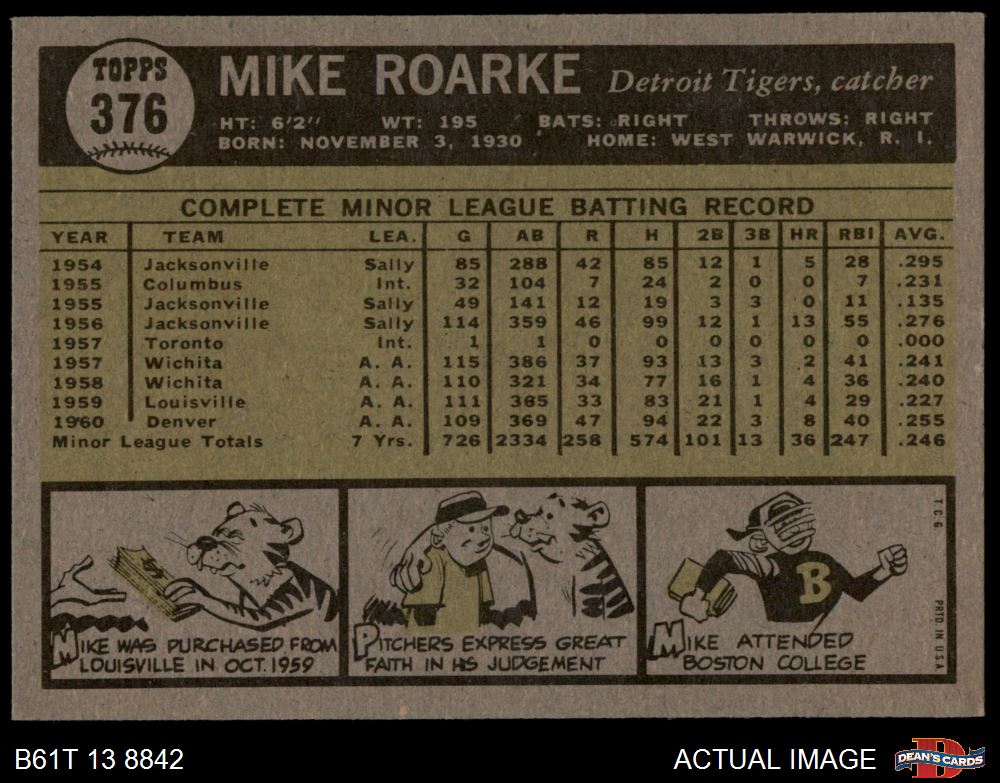 TOPPS
376
MIKE ROARKE Detroit Tigers, catcher
HT: 6'2" WT: 195 BATS: RIGHT THROWS: RIGHT
BORN: NOVEMBER 3, 1930 HOME: WEST WARWICK, R. I.
COMPLETE MINOR LEAGUE BATTING RECORD
YEAR TEAM LEA. G AB R H 2B 3B HR RBI AVG.
1954 Jacksonville Sally 85 288 42 85 12 1 5 28 .295
1955 Columbus Int. 32 104 7 24 2 0 0 7 .231
1955 Jacksonville Sally 49 141 12 19 3 3 0 11 .135
1956 Jacksonville Sally 114 359 46 99 12 1 13 55 .276
1957 Toronto Int. 1 1 0 0 0 0 0 0 .000
1957 Wichita A. A. 115 386 37 93 13 3 2 41 .241
1958 Wichita A. A. 110 321 34 77 16 1 4 36 .240
1959 Louisville A. A. 111 365 33 83 21 1 4 29 .227
1960 Denver A. A. 109 369 47 94 22 3 8 40 .255
Minor League Totals 7 Yrs. 726 2334 258 574 101 13 36 247 .246
MIKE WAS PURCHASED FROM
LOUISVILLE IN OCT. 1959
PITCHERS EXPRESS GREAT
FAITH IN HIS JUDGEMENT
B
MIKE ATTENDED
BOSTON COLLEGE
T.C.G.
PRTD. IN USA
B61T 13 8842
ACTUAL IMAGE
D
DEAN'S CARDS